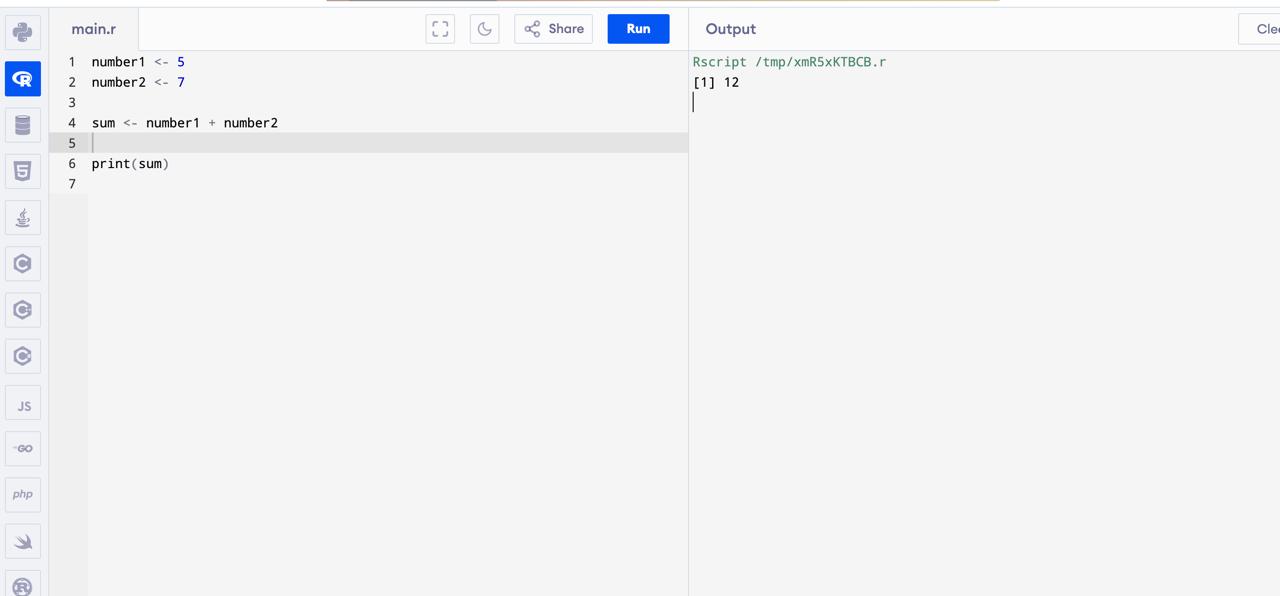 main.r
Share
Run
Output
Clea
1 number1 <- 5
2 number2 <- 7
3
4 sum <- number1 + number2
5
6 print(sum)
7
Rscript /tmp/xmR5xKTBCB.r
[1] 12
R
5
C
C
C
JS
GO
php
R